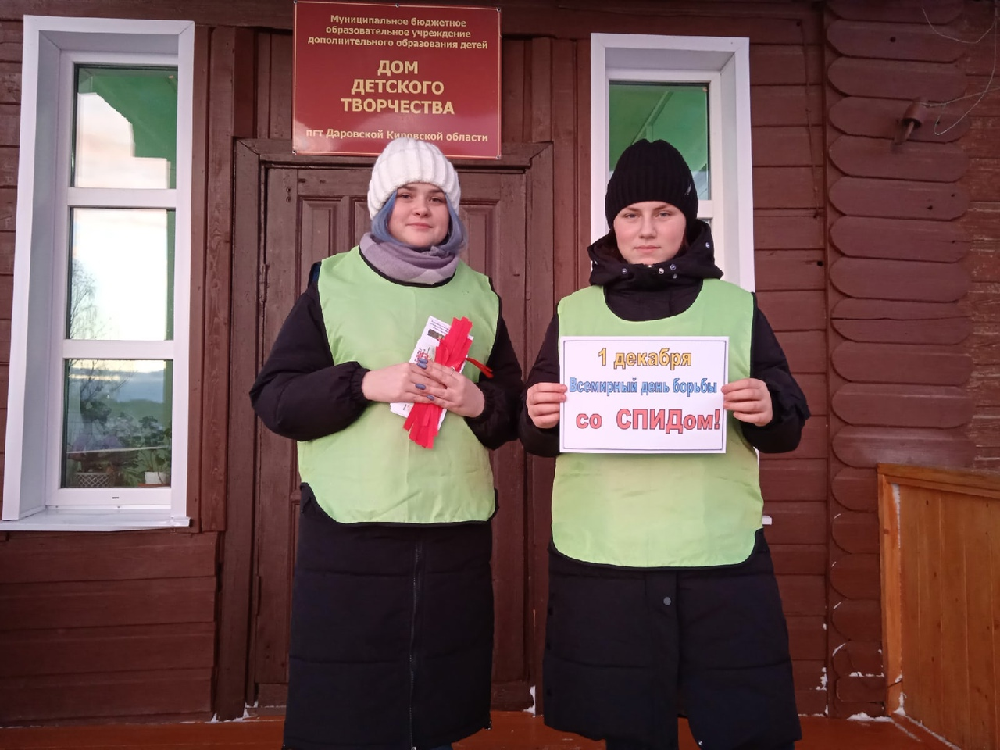 Муниципальное бюджетное
образовательное учреждение
дополнительного образования детей
ДОМ
ДЕТСКОГО
ТВОРЧЕСТВА
пгт Даровской Кировской области
1 декабря
Всемирный день борьбы
со СПИДом!